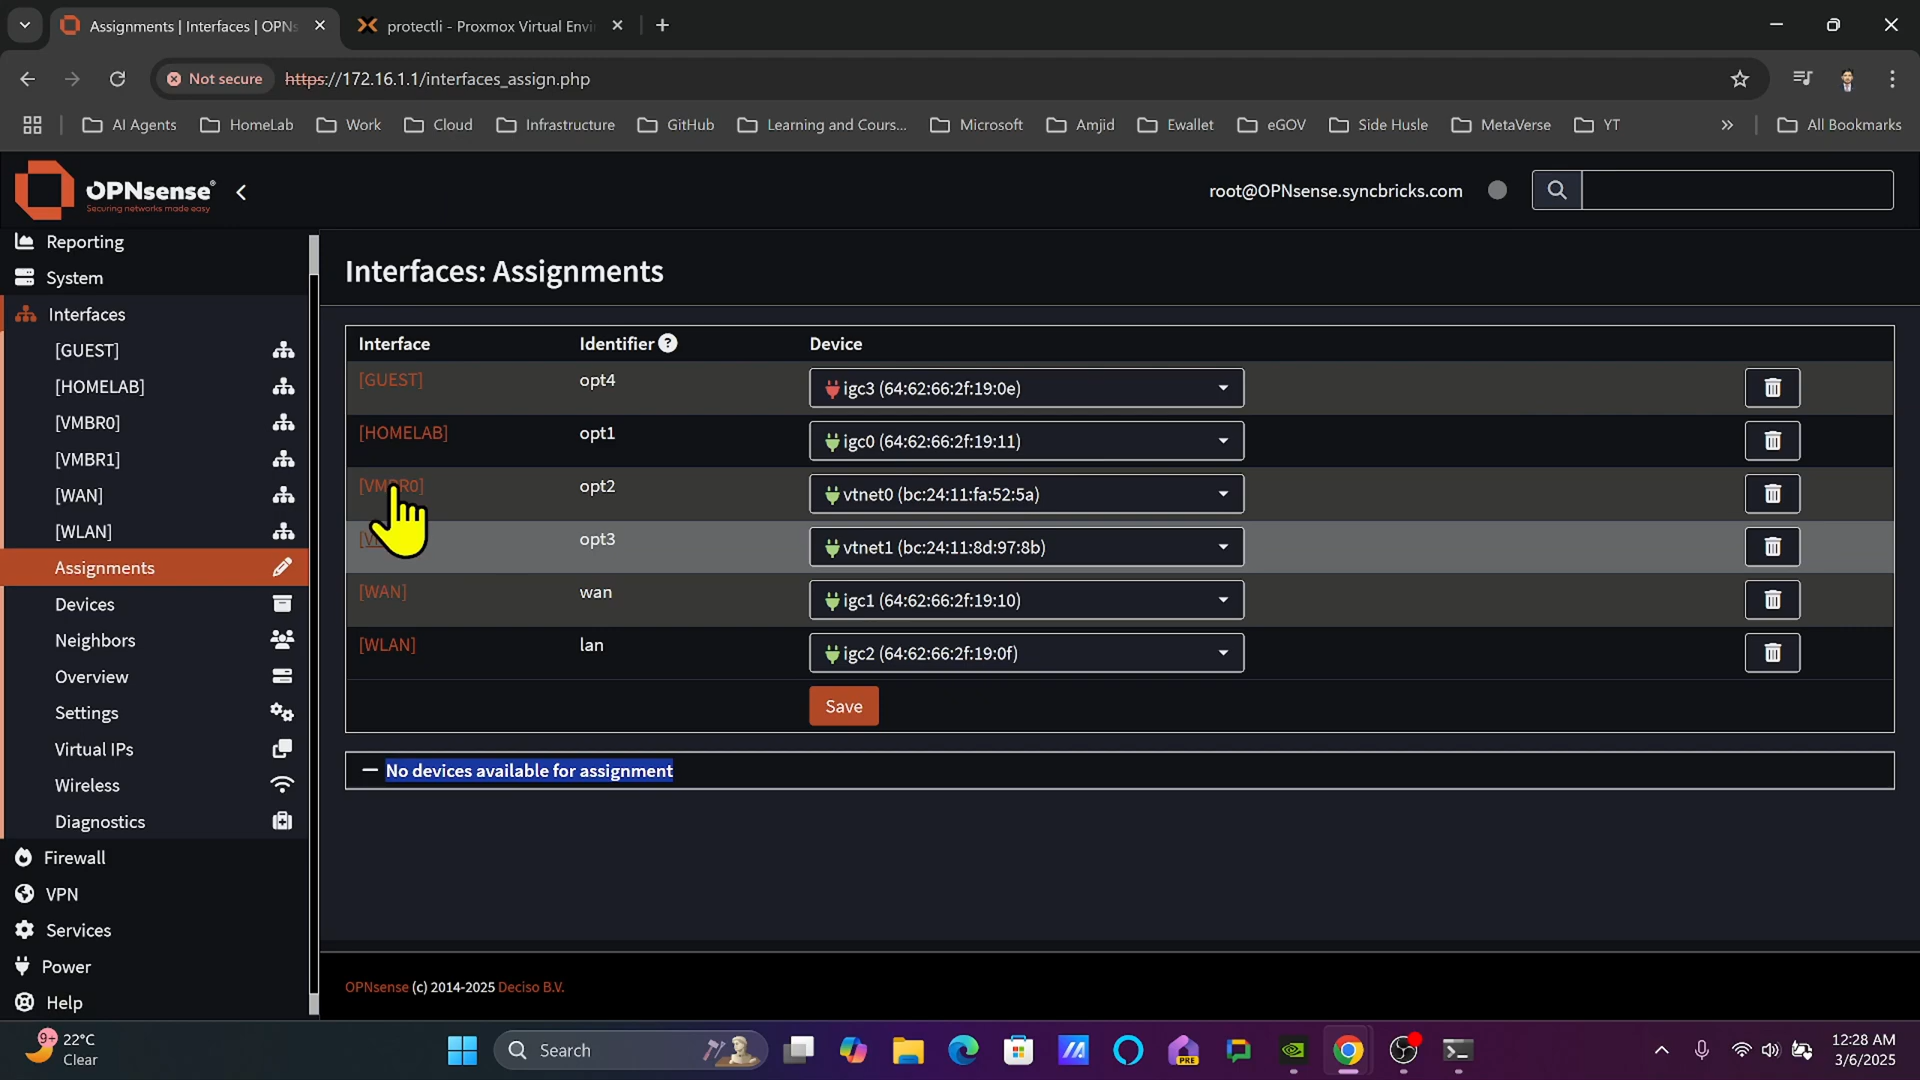 Assignments | Interfaces | OPNs
protectli - Proxmox Virtual Envi
Not secure
https://172.16.1.1/interfaces_assign.php
AI Agents
HomeLab
Work
Cloud
Infrastructure
GitHub
Learning and Cours...
Microsoft
Amjid
Ewallet
eGOV
Side Husle
MetaVerse
YT
All Bookmarks
OPNsense®
Securing networks made easy
root@OPNsense.syncbricks.com
Reporting
System
Interfaces
[GUEST]
[HOMELAB]
[VMBR0]
[VMBR1]
[WAN]
[WLAN]
Assignments
Devices
Neighbors
Overview
Settings
Virtual IPs
Wireless
Diagnostics
Firewall
VPN
Services
Power
Help
Interfaces: Assignments
Interface Identifier Device
[GUEST] opt4 igc3 (64:62:66:2f:19:0e)
[HOMELAB] opt1 igc0 (64:62:66:2f:19:11)
[VMBR0] opt2 vtnet0 (bc:24:11:fa:52:5a)
opt3 vtnet1 (bc:24:11:8d:97:8b)
[WAN] wan igc1 (64:62:66:2f:19:10)
[WLAN] lan igc2 (64:62:66:2f:19:0f)
Save
No devices available for assignment
OPNsense (c) 2014-2025 Deciso B.V.
9+
22°C
Clear
Search
PRE
12:28 AM
3/6/2025